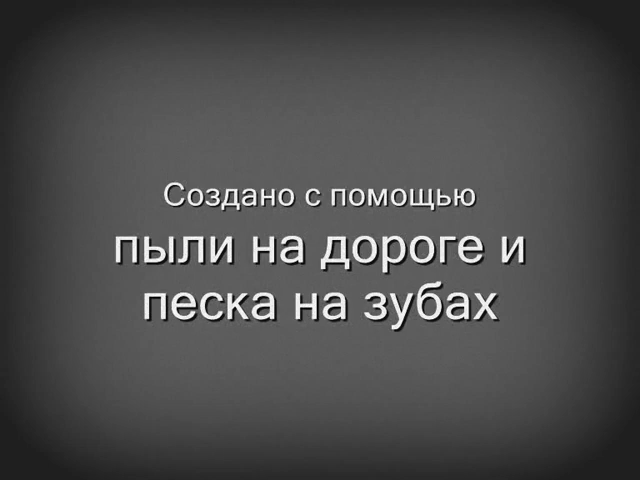 Создано с помощью
пыли на дороге и
песка на зубах